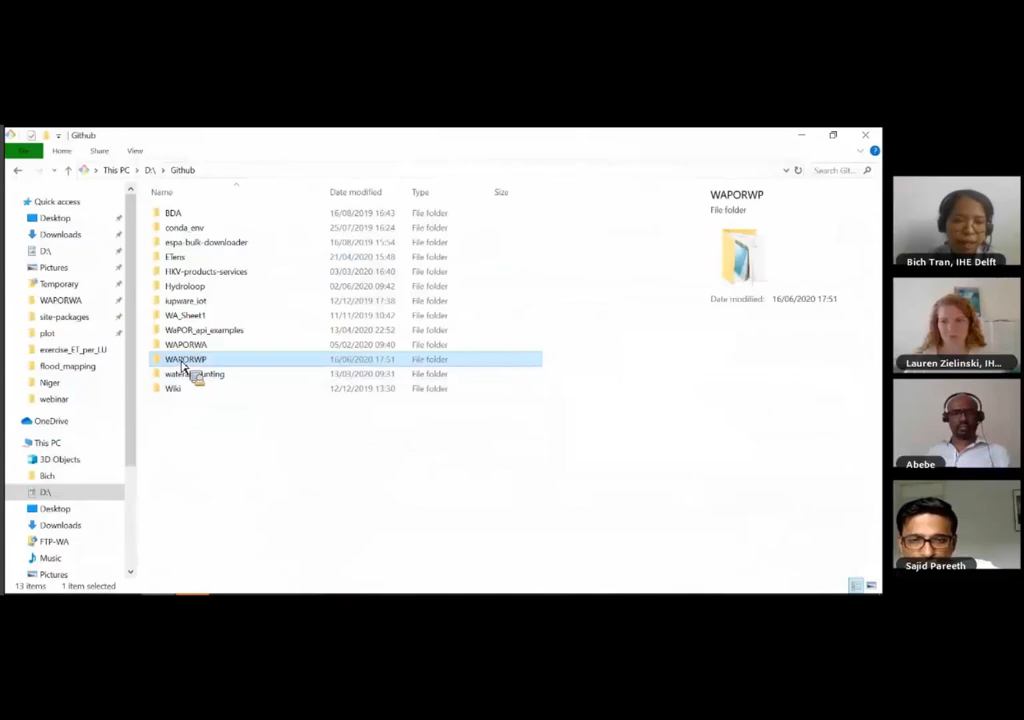 Github
File Home Share View
This PC D:\ Github Search Git...
Name Date modified Type Size
BDA 16/08/2019 16:43 File folder
conda_env 25/07/2019 16:24 File folder
espa-bulk-downloader 16/08/2019 15:54 File folder
ETens 21/04/2020 15:48 File folder
HKV-products-services 03/03/2020 16:40 File folder
Hydroloop 02/06/2020 09:42 File folder
iupware_iot 12/12/2019 17:38 File folder
WA_Sheet1 11/11/2019 10:42 File folder
WaPOR_api_examples 13/04/2020 22:52 File folder
WAPORWA 05/02/2020 09:40 File folder
WAPORWP 16/06/2020 17:51 File folder
13/03/2020 09:31 File folder
Wiki 12/12/2019 13:30 File folder
Quick access
Desktop
Downloads
D:\
Pictures
Temporary
WAPORWA
site-packages
plot
exercise_ET_per_LU
flood_mapping
Niger
webinar
OneDrive
This PC
3D Objects
Bich
D:\
Desktop
Downloads
FTP-WA
Music
Pictures
13 items 1 item selected
WAPORWP
File folder
Date modified: 16/06/2020 17:51
Bich Tran, IHE Delft
Lauren Zielinski, IH...
Abebe
Sajid Pareeth